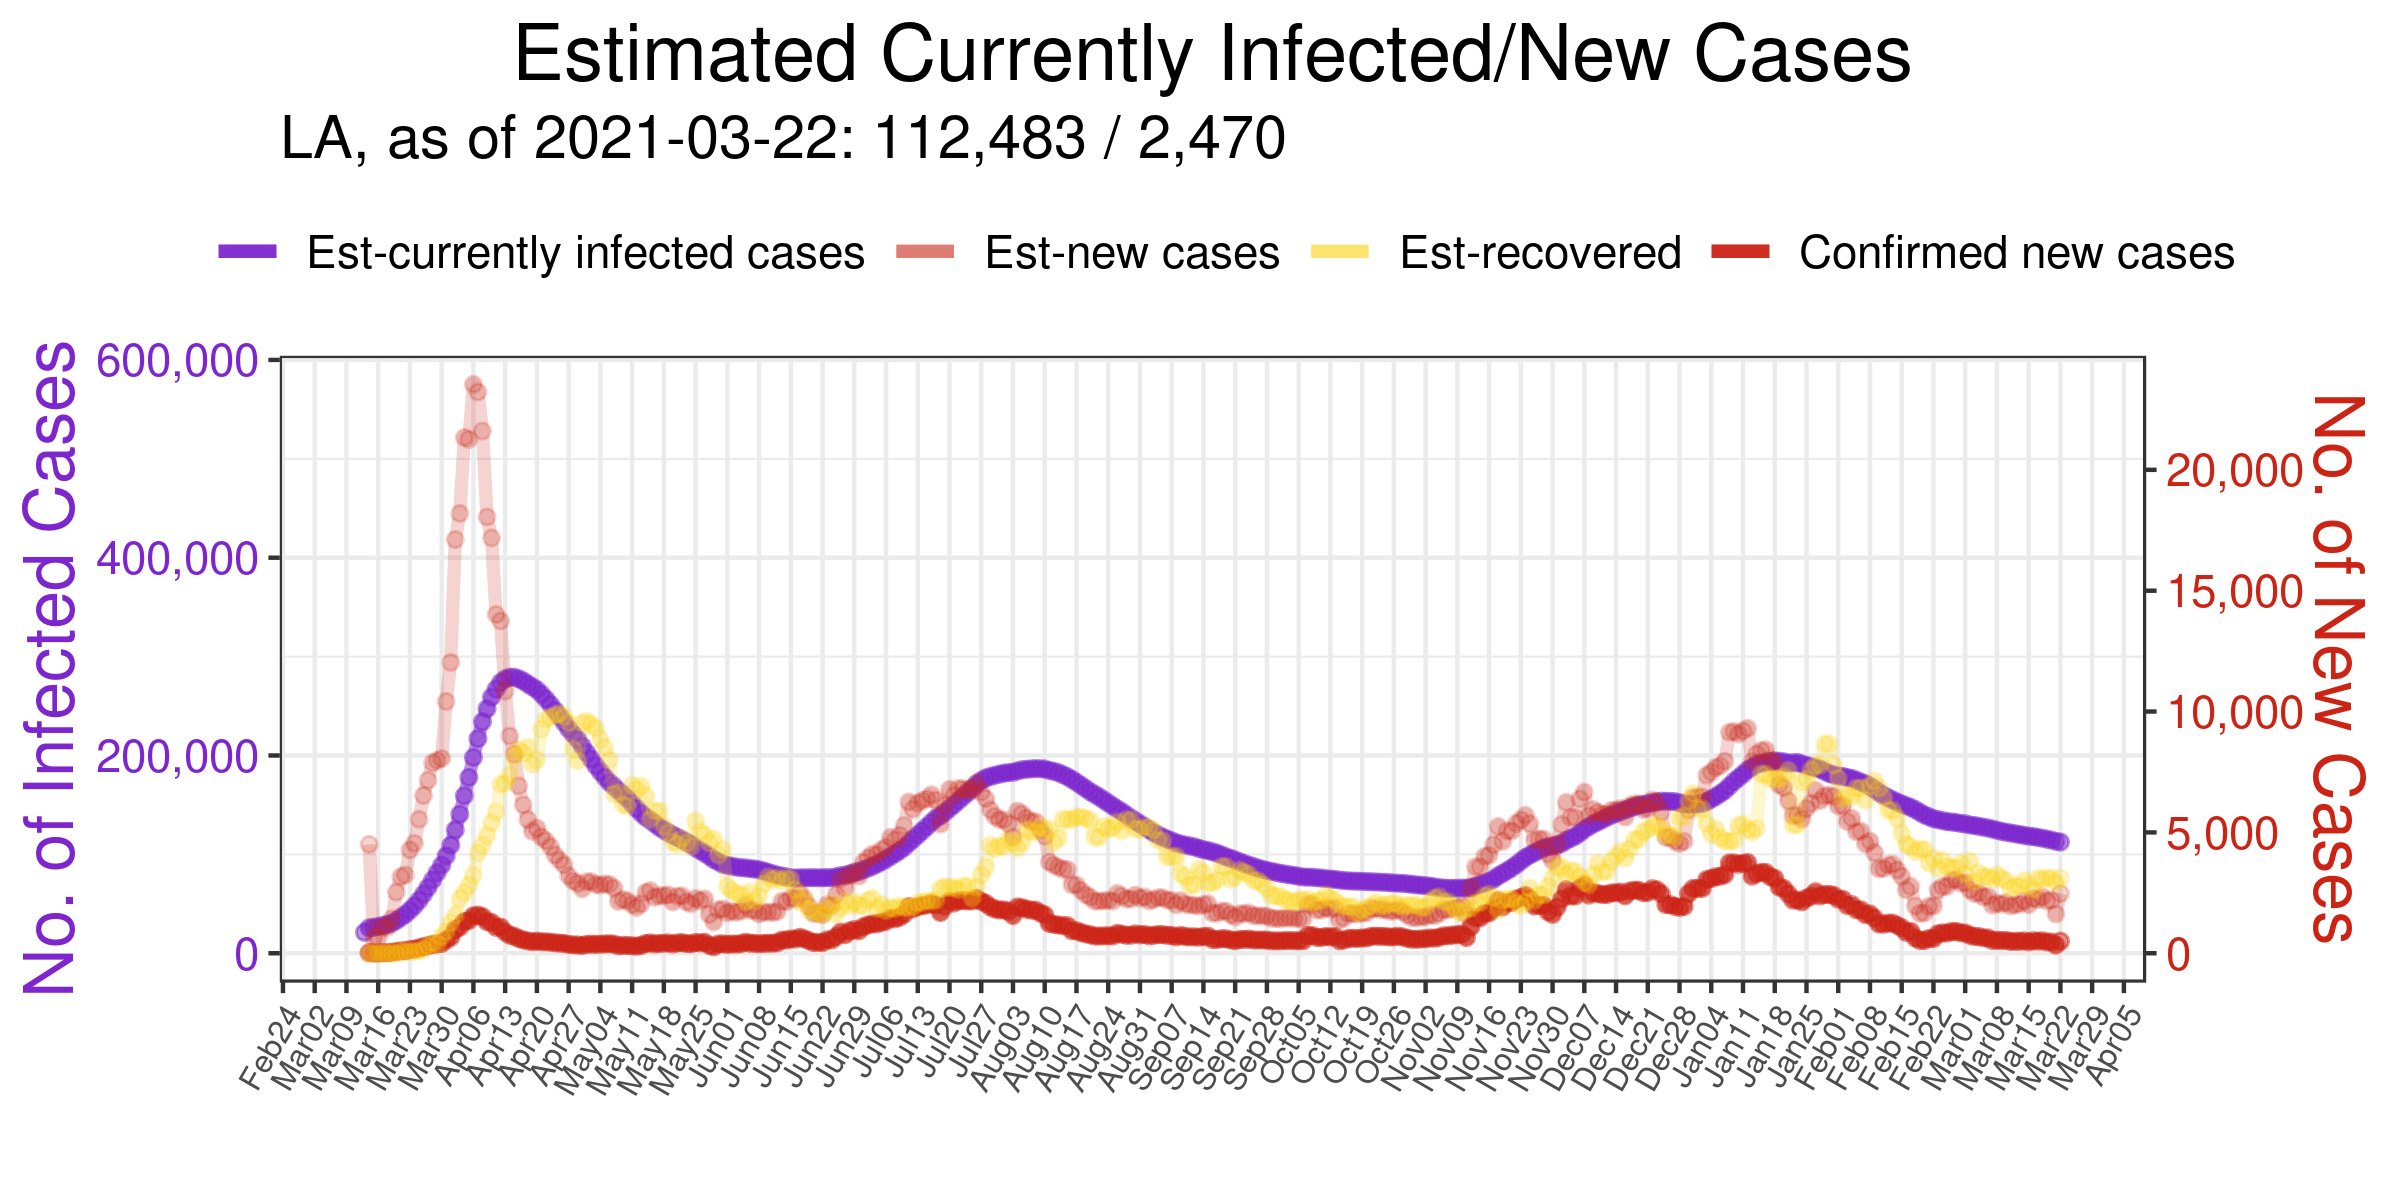 Estimated Currently Infected/New Cases
LA, as of 2021-03-22: 112,483 / 2,470
Est-currently infected cases
Est-new cases
Est-recovered
Confirmed new cases
No. of Infected Cases
600,000
400,000
200,000
0
20,000
15,000
10,000
5,000
0
No. of New Cases
Feb24
Mar02
Mar09
Mar16
Mar23
Mar30
Apr06
Apr13
Apr20
Apr27
May04
May11
May18
May25
Jun01
Jun08
Jun15
Jun22
Jun29
Jul06
Jul13
Jul20
Jul27
Aug03
Aug10
Aug17
Aug24
Aug31
Sep07
Sep14
Sep21
Sep28
Oct05
Oct12
Oct19
Oct26
Nov02
Nov09
Nov16
Nov23
Nov30
Dec07
Dec14
Dec21
Dec28
Jan04
Jan11
Jan18
Jan25
Feb01
Feb08
Feb15
Feb22
Mar01
Mar08
Mar15
Mar22
Mar29
Apr05